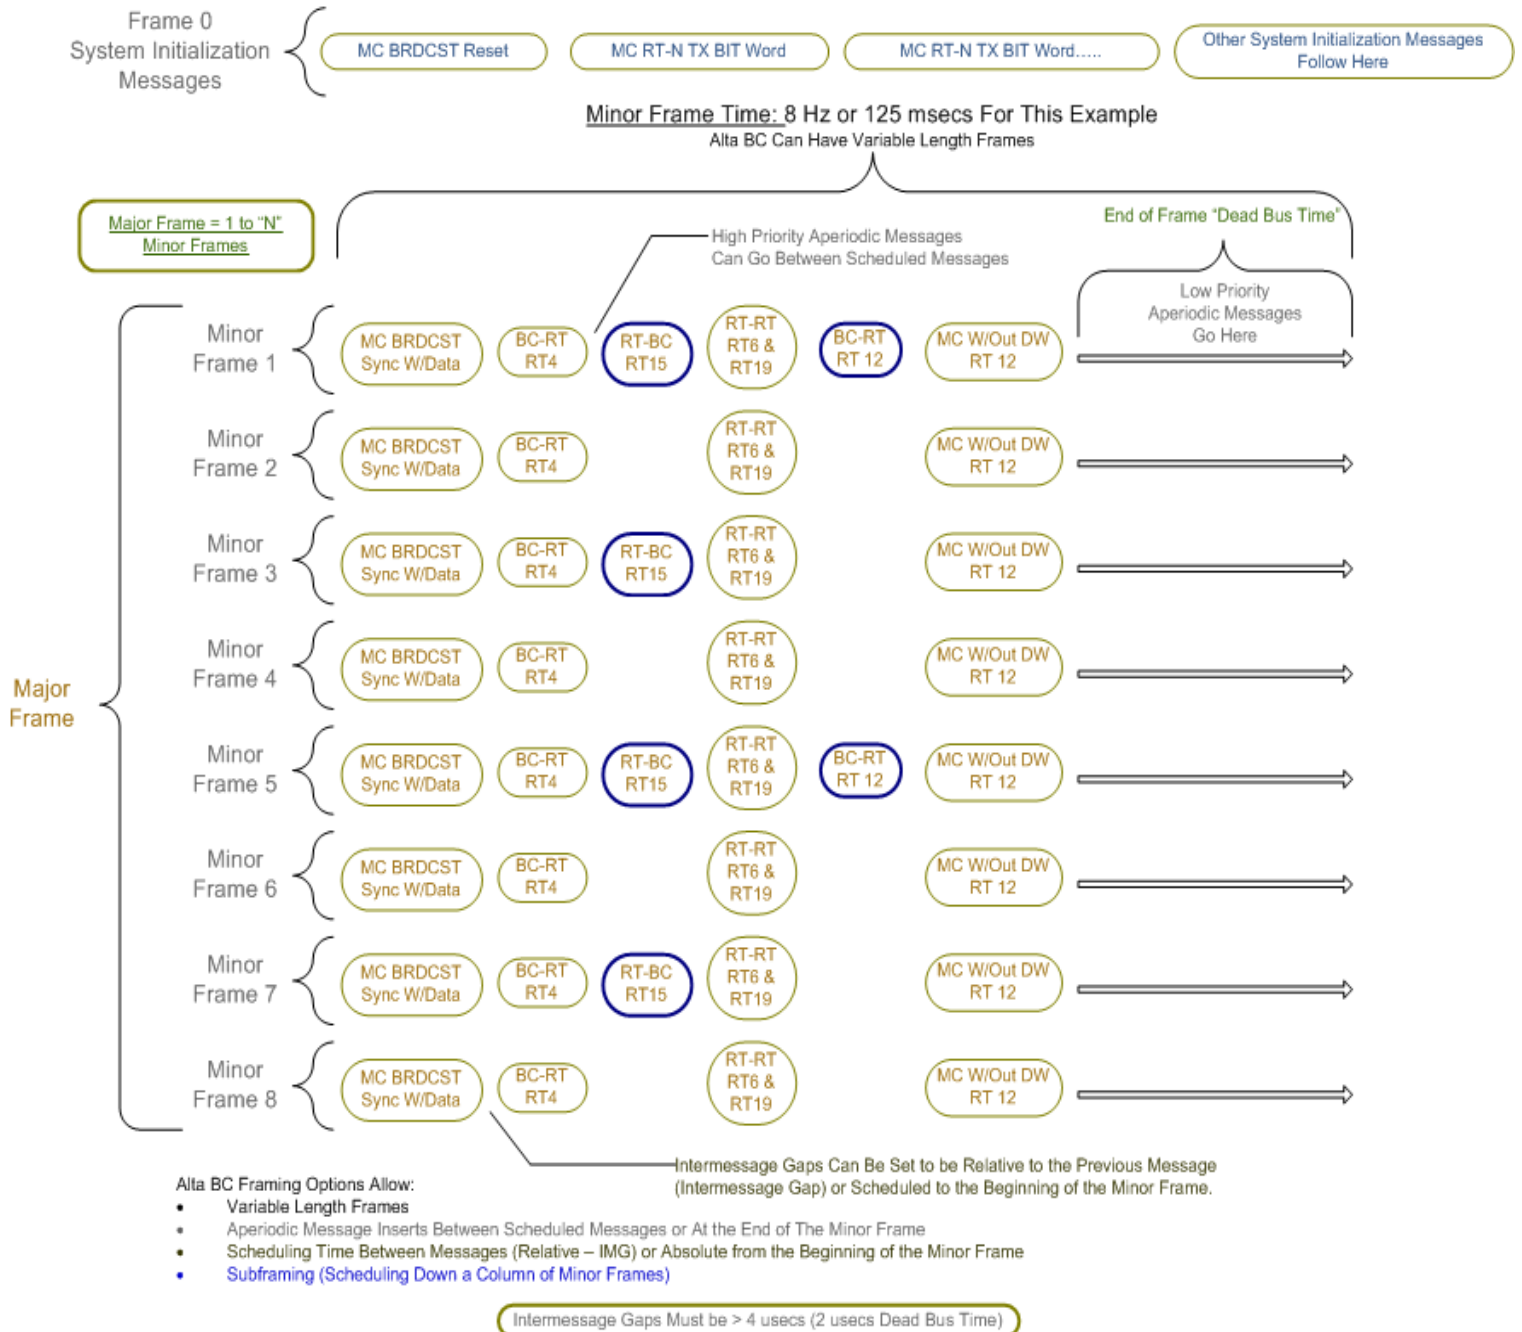 Frame 0
System Initialization
Messages
MC BRDCST Reset
MC RT-N TX BIT Word
MC RT-N TX BIT Word.....
Other System Initialization Messages
Follow Here
Minor Frame Time: 8 Hz or 125 msecs For This Example
Alta BC Can Have Variable Length Frames
Major Frame = 1 to “N”
Minor Frames
High Priority Aperiodic Messages
Can Go Between Scheduled Messages
End of Frame “Dead Bus Time”
Low Priority
Aperiodic Messages
Go Here
Major
Frame
Minor
Frame 1
MC BRDCST
Sync W/Data
BC-RT
RT4
RT-BC
RT15
RT-RT
RT6 &
RT19
BC-RT
RT 12
MC W/Out DW
RT 12
Minor
Frame 2
MC BRDCST
Sync W/Data
BC-RT
RT4
RT-RT
RT6 &
RT19
MC W/Out DW
RT 12
Minor
Frame 3
MC BRDCST
Sync W/Data
BC-RT
RT4
RT-BC
RT15
RT-RT
RT6 &
RT19
MC W/Out DW
RT 12
Minor
Frame 4
MC BRDCST
Sync W/Data
BC-RT
RT4
RT-RT
RT6 &
RT19
MC W/Out DW
RT 12
Minor
Frame 5
MC BRDCST
Sync W/Data
BC-RT
RT4
RT-BC
RT15
RT-RT
RT6 &
RT19
BC-RT
RT 12
MC W/Out DW
RT 12
Minor
Frame 6
MC BRDCST
Sync W/Data
BC-RT
RT4
RT-RT
RT6 &
RT19
MC W/Out DW
RT 12
Minor
Frame 7
MC BRDCST
Sync W/Data
BC-RT
RT4
RT-BC
RT15
RT-RT
RT6 &
RT19
MC W/Out DW
RT 12
Minor
Frame 8
MC BRDCST
Sync W/Data
BC-RT
RT4
RT-RT
RT6 &
RT19
MC W/Out DW
RT 12
Intermessage Gaps Can Be Set to be Relative to the Previous Message
(Intermessage Gap) or Scheduled to the Beginning of the Minor Frame.
Alta BC Framing Options Allow:
• Variable Length Frames
• Aperiodic Message Inserts Between Scheduled Messages or At the End of The Minor Frame
• Scheduling Time Between Messages (Relative – IMG) or Absolute from the Beginning of the Minor Frame
• Subframing (Scheduling Down a Column of Minor Frames)
Intermessage Gaps Must be > 4 usecs (2 usecs Dead Bus Time)